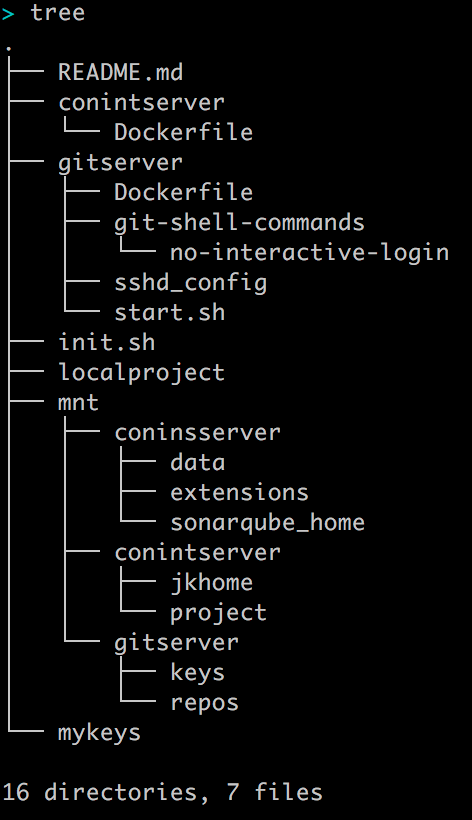 > tree
.
├── README.md
├── conintserver
│   └── Dockerfile
├── gitserver
│   ├── Dockerfile
│   ├── git-shell-commands
│   │   └── no-interactive-login
│   ├── sshd_config
│   └── start.sh
├── init.sh
├── localproject
├── mnt
│   ├── coninsserver
│   │   ├── data
│   │   ├── extensions
│   │   └── sonarqube_home
│   ├── conintserver
│   │   ├── jkhome
│   │   └── project
│   └── gitserver
│       ├── keys
│       └── repos
└── mykeys
16 directories, 7 files